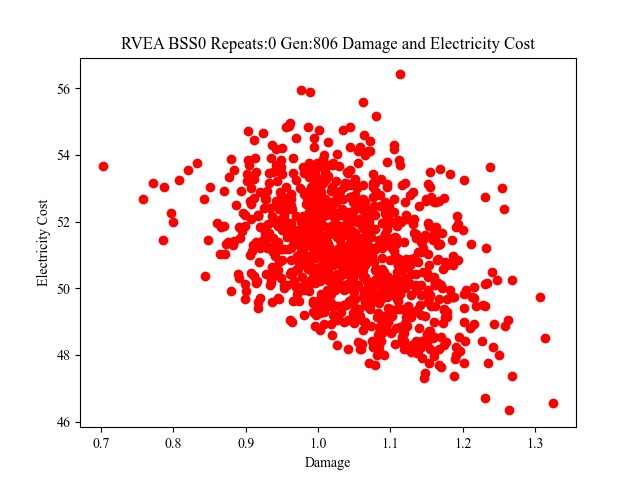 RVEA BSS0 Repeats:0 Gen:806 Damage and Electricity Cost
56
54
52
50
48
46
Electricity Cost
0.7 0.8 0.9 1.0 1.1 1.2 1.3
Damage